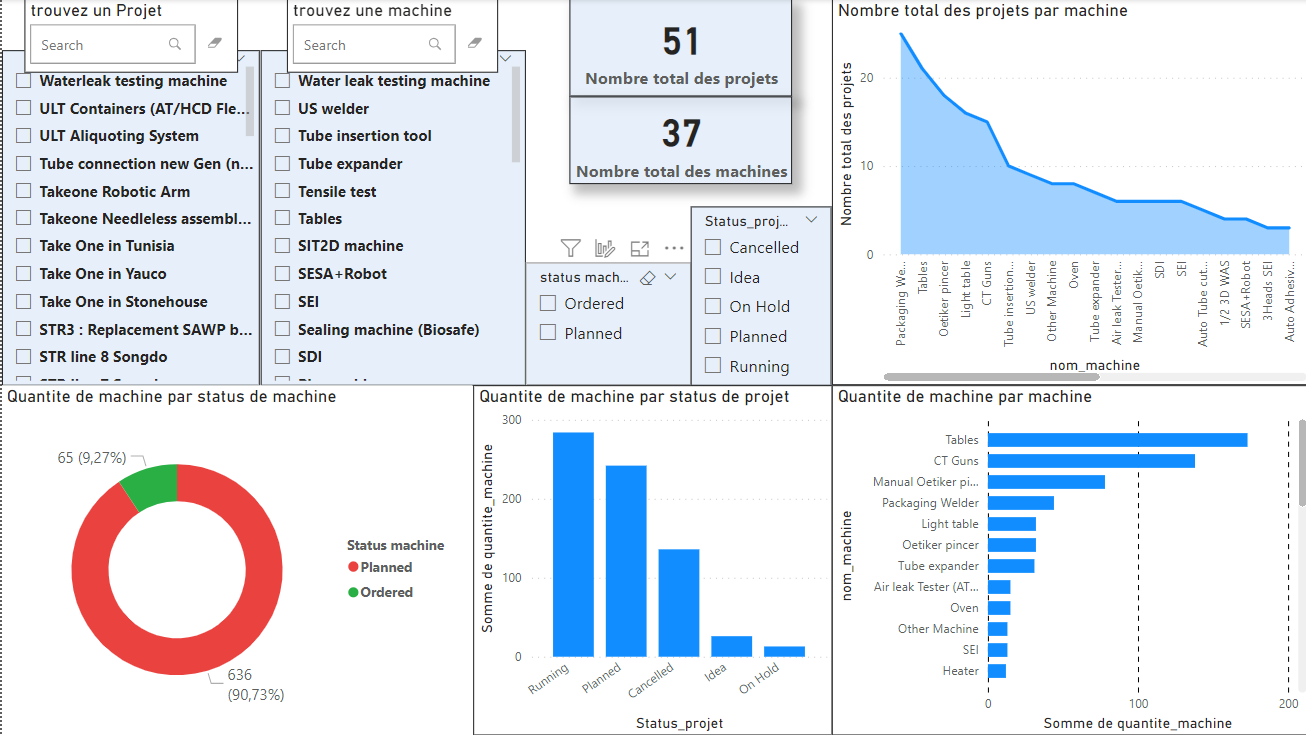 trouvez un Projet
Search
Waterleak testing machine
ULT Containers (AT/HCD Fle...
ULT Aliquoting System
Tube connection new Gen (n...
Takeone Robotic Arm
Takeone Needleless assembl...
Take One in Tunisia
Take One in Yauco
Take One in Stonehouse
STR3 : Replacement SAWP b...
STR line 8 Songdo
trouvez une machine
Search
Water leak testing machine
US welder
Tube insertion tool
Tube expander
Tensile test
Tables
SIT2D machine
SESA+Robot
SEI
Sealing machine (Biosafe)
SDI
51
Nombre total des projets
37
Nombre total des machines
status mach...
Ordered
Planned
Status_proj...
Cancelled
Idea
On Hold
Planned
Running
Nombre total des projets par machine
Nombre total des projets
20
10
0
Packaging We...
Tables
Oetiker pincer
Light table
CT Guns
Tube insertion...
US welder
Other Machine
Oven
Tube expander
Air leak Tester...
Manual Oetik...
SDI
SEI
Auto Tube cut...
1/2 3D WAS
SESA+Robot
3 Heads SEI
Auto Adhesiv...
nom_machine
Quantite de machine par status de machine
65 (9,27%)
636
(90,73%)
Status machine
Planned
Ordered
Quantite de machine par status de projet
Somme de quantite_machine
300
200
100
0
Running
Planned
Cancelled
Idea
On Hold
Status_projet
Quantite de machine par machine
nom_machine
Tables
CT Guns
Manual Oetiker pi...
Packaging Welder
Light table
Oetiker pincer
Tube expander
Air leak Tester (AT...
Oven
Other Machine
SEI
Heater
0
100
200
Somme de quantite_machine